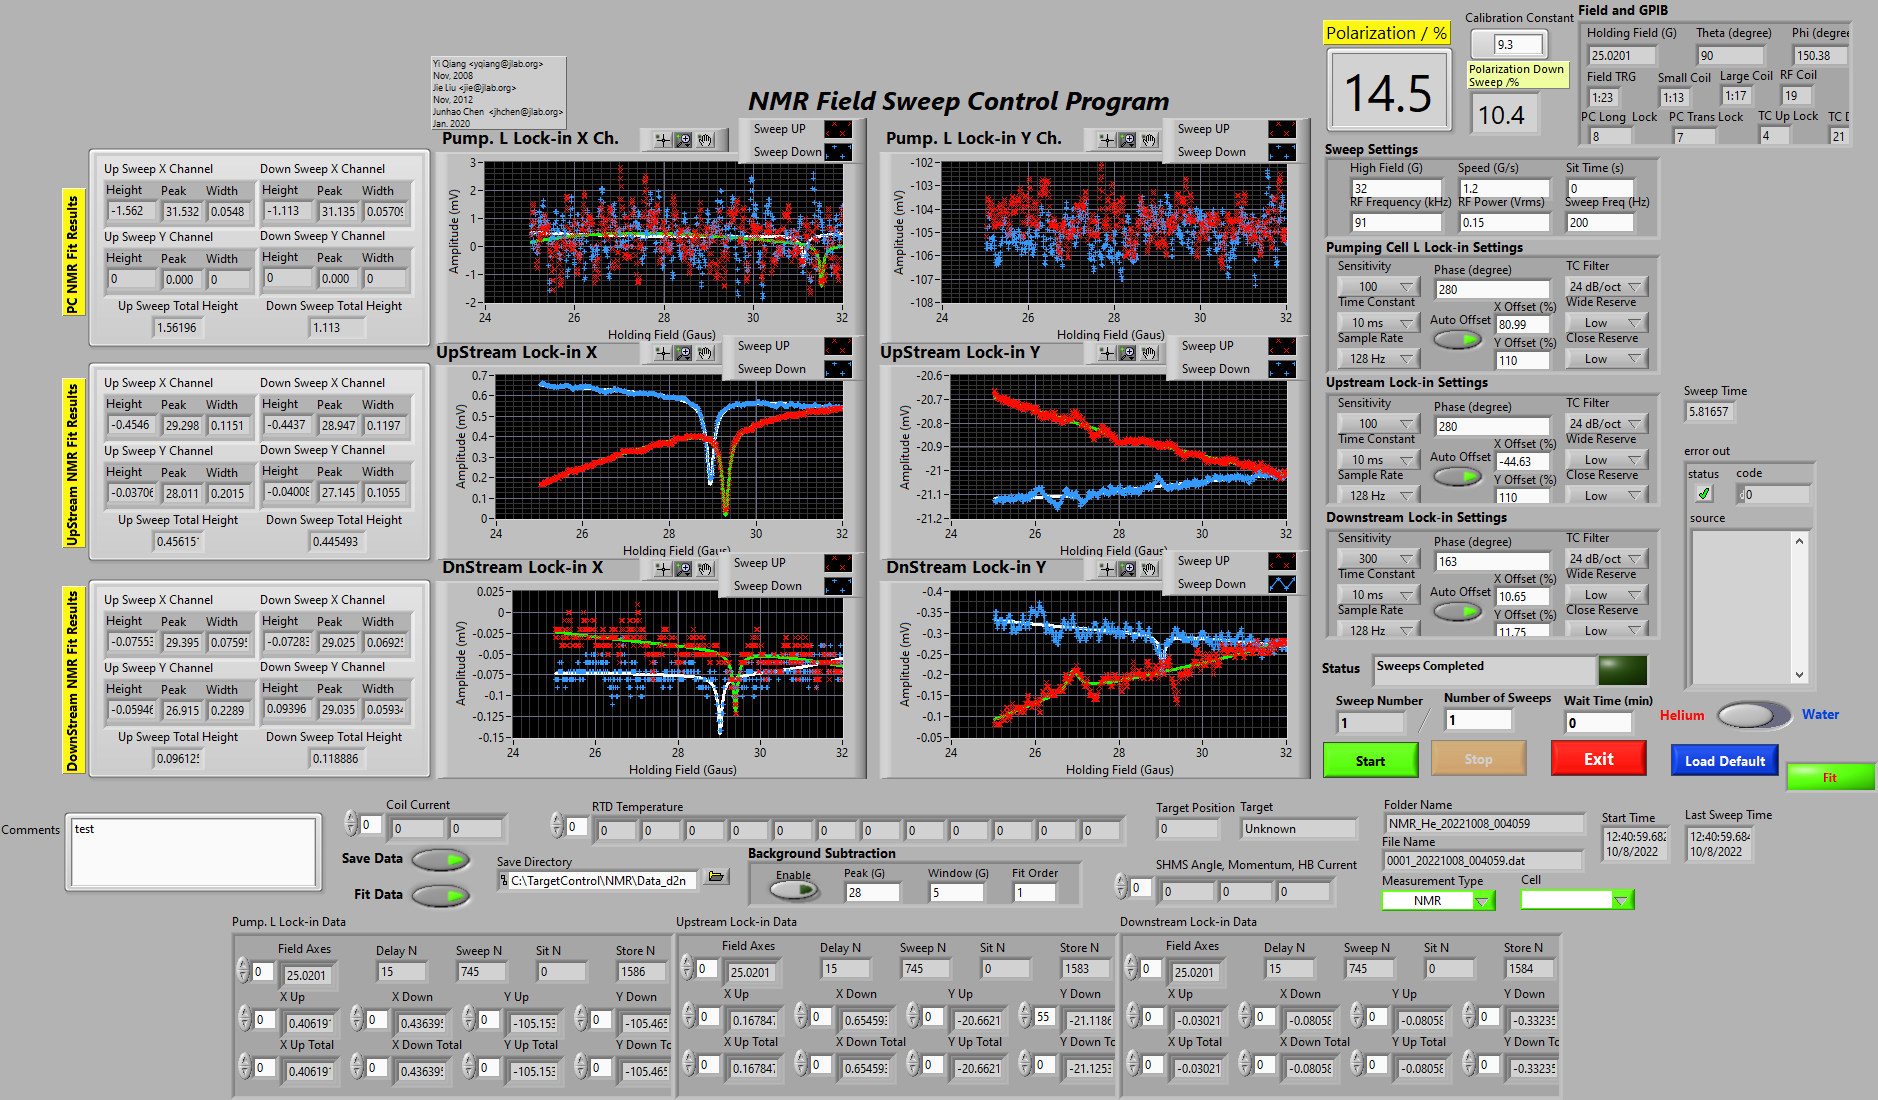 Yi Qiang <yqiang@jlab.org>
Nov, 2008
Jie Liu <jie@jlab.org>
Nov, 2012
Junhao Chen <jhchen@jlab.org>
Jan. 2020
NMR Field Sweep Control Program
Polarization / %
14.5
Calibration Constant
9.3
Polarization Down
Sweep /%
10.4
Field and GPIB
Holding Field (G) Theta (degree) Phi (degree
25.0201 90 150.38
Field TRG Small Coil Large Coil RF Coil
1:23 1:13 1:17 19
PC Long Lock PC Trans Lock TC Up Lock TC
8 7 4 21
PC NMR Fit Results
Up Sweep X Channel Down Sweep X Channel
Height Peak Width Height Peak Width
-1.562 31.532 0.0548 -1.113 31.135 0.0570
Up Sweep Y Channel Down Sweep Y Channel
Height Peak Width Height Peak Width
0 0.000 0 0 0.000 0
Up Sweep Total Height Down Sweep Total Height
1.56196 1.113
Pump. L Lock-in X Ch.
Sweep UP
Sweep Down
Amplitude (mV)
3
2
1
0
-1
-2
24 26 28 30 32
Holding Field (Gaus)
Pump. L Lock-in Y Ch.
Sweep UP
Sweep Down
Amplitude (mV)
-102
-103
-104
-105
-106
-107
-108
24 26 28 30 32
Holding Field (Gaus)
Sweep Settings
High Field (G) Speed (G/s) Sit Time (s)
32 1.2 0
RF Frequency (kHz) RF Power (Vrms) Sweep Freq (Hz)
91 0.15 200
Pumping Cell L Lock-in Settings
Sensitivity Phase (degree) TC Filter
100 280 24 dB/oct
Time Constant X Offset (%) Wide Reserve
10 ms Auto Offset 80.99 Low
Sample Rate Y Offset (%) Close Reserve
128 Hz 110 Low
UpStream NMR Fit Results
Up Sweep X Channel Down Sweep X Channel
Height Peak Width Height Peak Width
-0.4546 29.298 0.1151 -0.4437 28.947 0.1197
Up Sweep Y Channel Down Sweep Y Channel
Height Peak Width Height Peak Width
-0.03706 28.011 0.2015 -0.04008 27.145 0.1055
Up Sweep Total Height Down Sweep Total Height
0.45615 0.445493
UpStream Lock-in X
Sweep UP
Sweep Down
Amplitude (mV)
0.7
0.6
0.5
0.4
0.3
0.2
0.1
0
24 26 28 30 32
Holding Field (Gaus)
UpStream Lock-in Y
Sweep UP
Sweep Down
Amplitude (mV)
-20.6
-20.7
-20.8
-20.9
-21
-21.1
-21.2
24 26 28 30 32
Holding Field (Gaus)
Upstream Lock-in Settings
Sensitivity Phase (degree) TC Filter
100 280 24 dB/oct
Time Constant X Offset (%) Wide Reserve
10 ms Auto Offset -44.63 Low
Sample Rate Y Offset (%) Close Reserve
128 Hz 110 Low
Sweep Time
5.81657
error out
status code
0
source
DownStream NMR Fit Results
Up Sweep X Channel Down Sweep X Channel
Height Peak Width Height Peak Width
-0.07553 29.395 0.0759 -0.07283 29.025 0.0692
Up Sweep Y Channel Down Sweep Y Channel
Height Peak Width Height Peak Width
-0.05946 26.915 0.2289 0.09396 29.035 0.0593
Up Sweep Total Height Down Sweep Total Height
0.09612 0.118886
DnStream Lock-in X
Sweep UP
Sweep Down
Amplitude (mV)
0.025
0
-0.025
-0.05
-0.075
-0.1
-0.125
-0.15
24 26 28 30 32
Holding Field (Gaus)
DnStream Lock-in Y
Sweep UP
Sweep Down
Amplitude (mV)
-0.4
-0.35
-0.3
-0.25
-0.2
-0.15
-0.1
-0.05
24 26 28 30 32
Holding Field (Gaus)
Downstream Lock-in Settings
Sensitivity Phase (degree) TC Filter
300 163 24 dB/oct
Time Constant X Offset (%) Wide Reserve
10 ms Auto Offset 10.65 Low
Sample Rate Y Offset (%) Close Reserve
128 Hz 11.75 Low
Status Sweeps Completed
Sweep Number Number of Sweeps Wait Time (min)
1 / 1 0
Helium Water
Start Stop Exit Load Default Fit
Comments
test
Coil Current
0 0 0
Save Data
Fit Data
RTD Temperature
0 0 0 0 0 0 0 0 0 0 0 0 0
Save Directory
C:\TargetControl\NMR\Data_d2n
Background Subtraction
Enable Peak (G) Window (G) Fit Order
28 5 1
Target Position Target
0 Unknown
SHMS Angle, Momentum, HB Current
0 0 0 0
Folder Name
NMR_He_20221008_004059
File Name
0001_20221008_004059.dat
Measurement Type Cell
NMR
Start Time Last Sweep Time
12:40:59.682 12:40:59.684
10/8/2022 10/8/2022
Pump. L Lock-in Data
Field Axes Delay N Sweep N Sit N Store N
0 25.0201 15 745 0 1586
X Up X Down Y Up Y Down
0 0.40619 0 0.436395 0 -105.153 0 -105.465
X Up Total X Down Total Y Up Total Y Down To
0 0.40619 0 0.436395 0 -105.153 0 -105.465
Upstream Lock-in Data
Field Axes Delay N Sweep N Sit N Store N
0 25.0201 15 745 0 1583
X Up X Down Y Up Y Down
0 0.167847 0 0.654593 0 -20.6621 55 -21.1186
X Up Total X Down Total Y Up Total Y Down To
0 0.167847 0 0.654593 0 -20.6621 0 -21.1253
Downstream Lock-in Data
Field Axes Delay N Sweep N Sit N Store N
0 25.0201 15 745 0 1584
X Up X Down Y Up Y Down
0 -0.03021 0 -0.08058 0 -0.08058 0 -0.33235
X Up Total X Down Total Y Up Total Y Down To
0 -0.03021 0 -0.08058 0 -0.08058 0 -0.33235